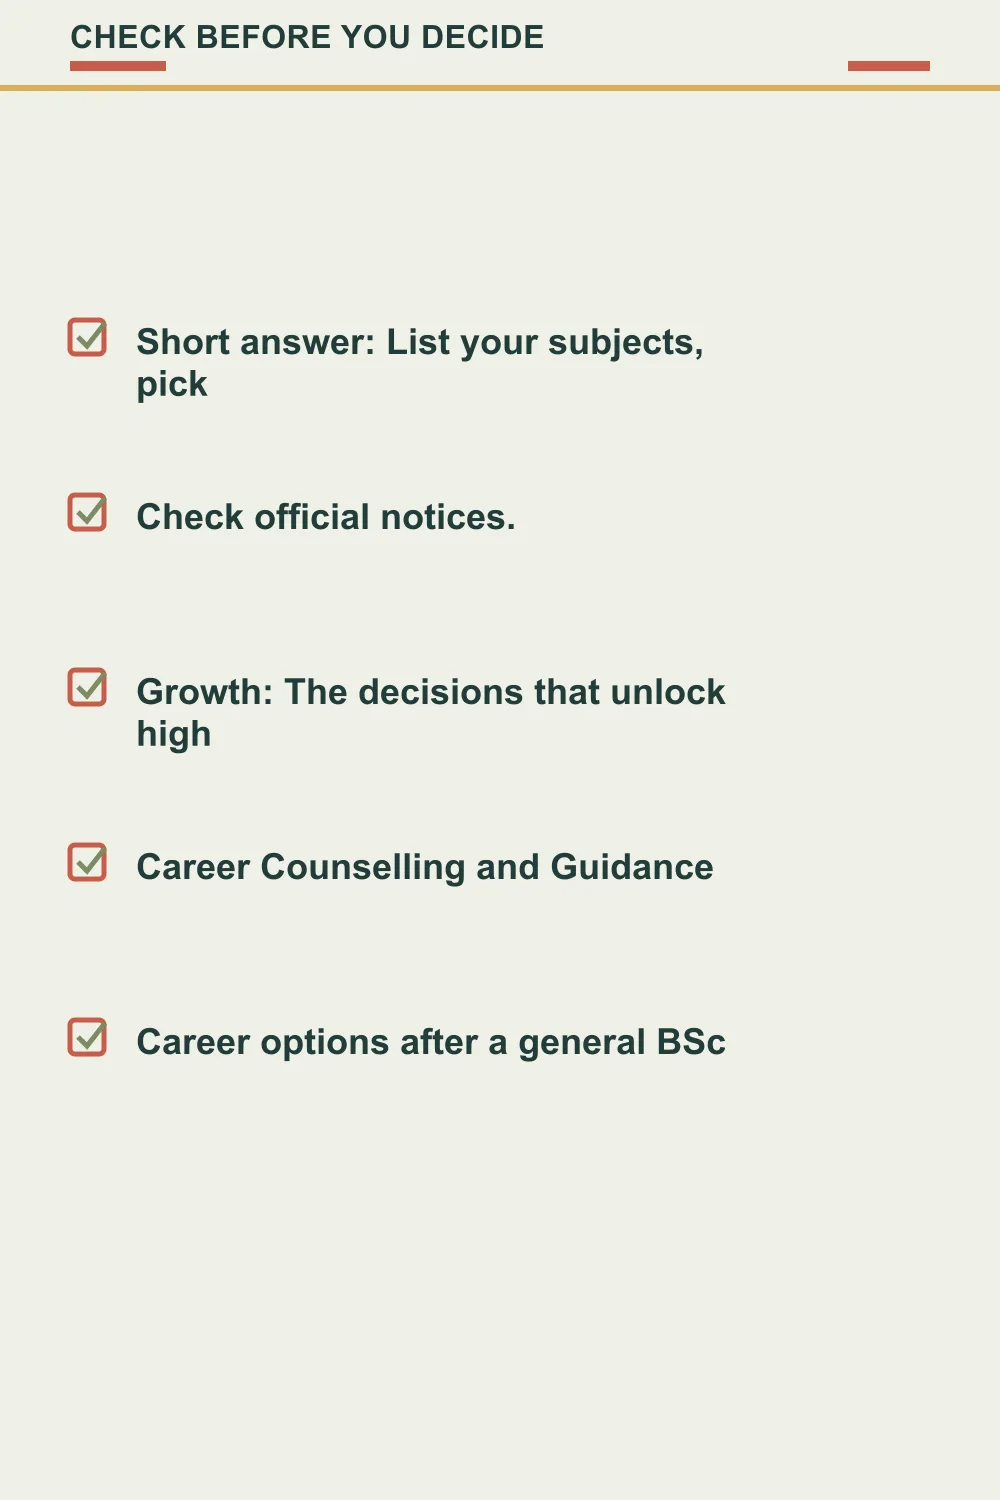 CHECK BEFORE YOU DECIDE
Short answer: List your subjects,
pick
Check official notices.
Growth: The decisions that unlock
high
Career Counselling and Guidance
Career options after a general BSc